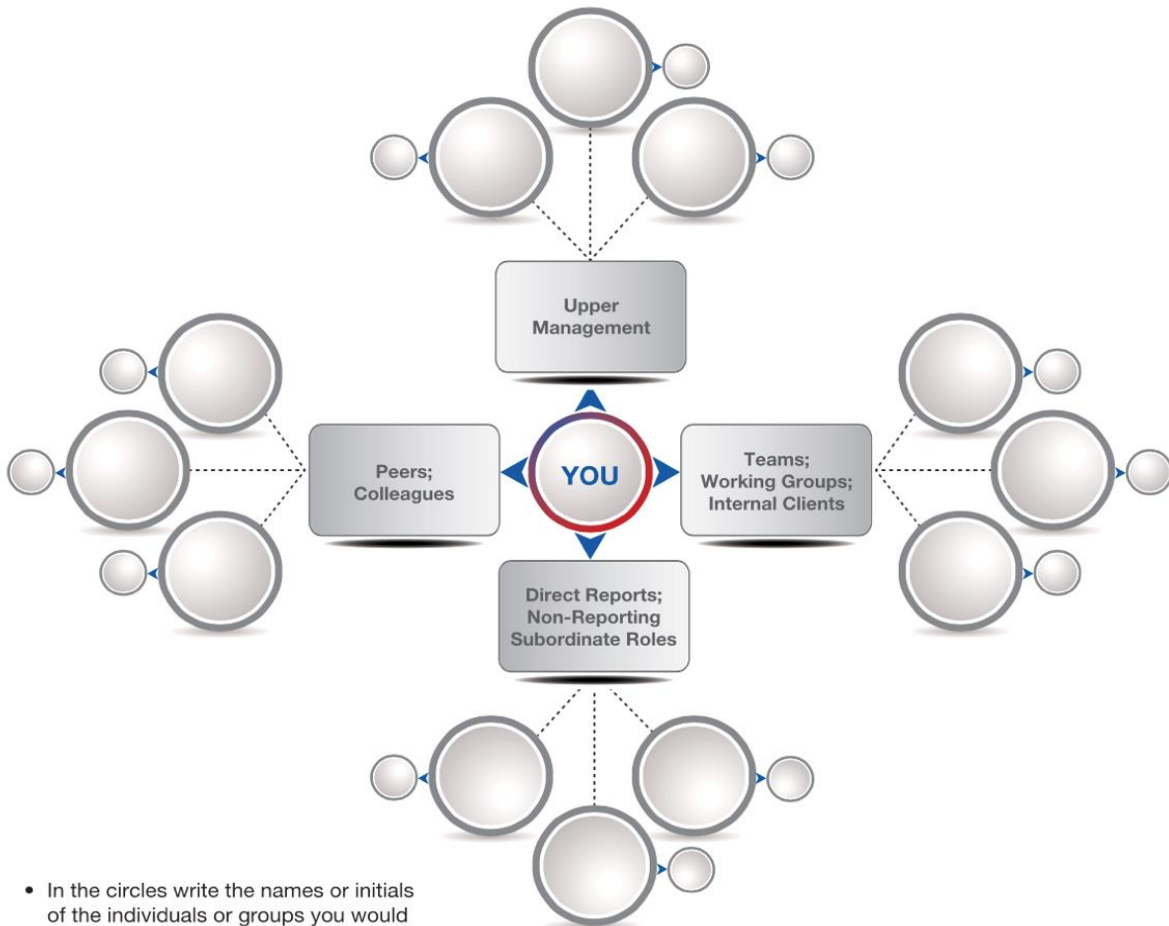 Upper
Management
Peers;
Colleagues
YOU
Teams;
Working Groups;
Internal Clients
Direct Reports;
Non-Reporting
Subordinate Roles
• In the circles write the names or initials
of the individuals or groups you would